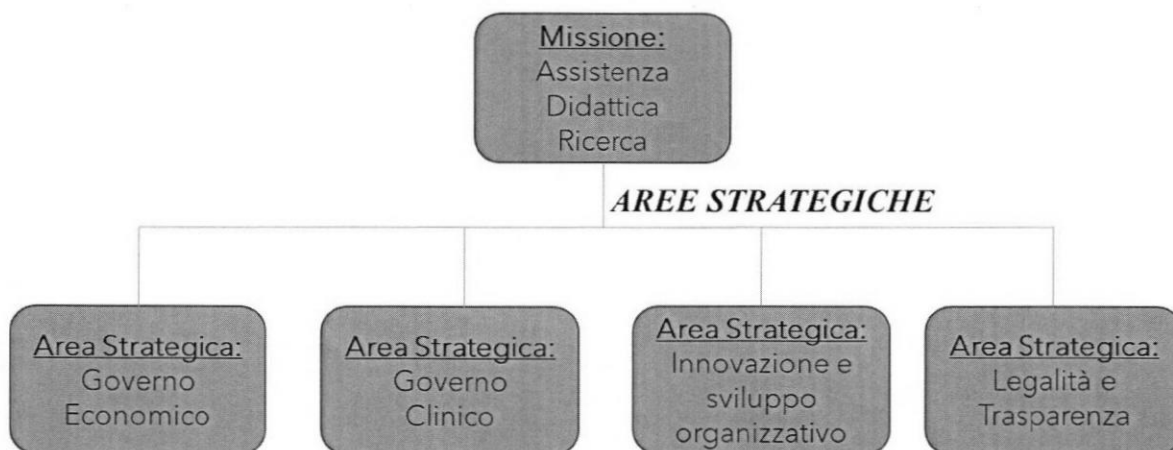 Missione:
Assistenza
Didattica
Ricerca
AREE STRATEGICHE
Area Strategica:
Governo
Economico
Area Strategica:
Governo
Clinico
Area Strategica:
Innovazione e
sviluppo
organizzativo
Area Strategica:
Legalità e
Trasparenza